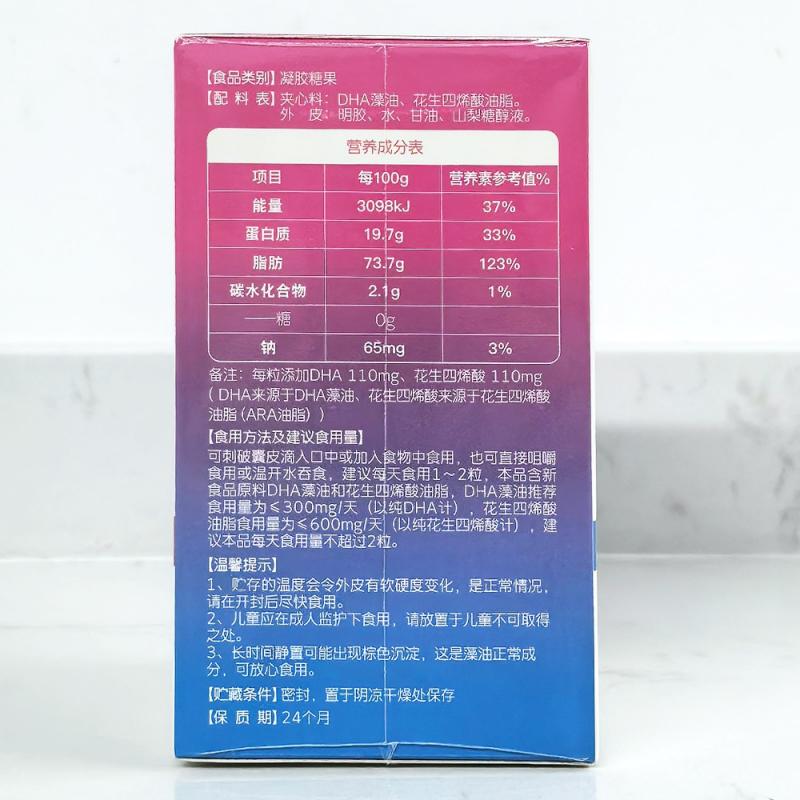 【食品类别】凝胶糖果
【配 料 表】夹心料：DHA藻油、花生四烯酸油脂。
外 皮：明胶、水、甘油、山梨糖醇液。
营养成分表
项目 每100g 营养素参考值%
能量 3098kJ 37%
蛋白质 19.7g 33%
脂肪 73.7g 123%
碳水化合物 2.1g 1%
——糖 0g
钠 65mg 3%
备注：每粒添加DHA 110mg、花生四烯酸 110mg
（DHA来源于DHA藻油、花生四烯酸来源于花生四烯酸
油脂（ARA油脂））
【食用方法及建议食用量】
可刺破囊皮滴入口中或加入食物中食用，也可直接咀嚼
食用或温开水吞食，建议每天食用1～2粒，本品含新
食品原料DHA藻油和花生四烯酸油脂，DHA藻油推荐
食用量为≤300mg/天（以纯DHA计），花生四烯酸
油脂食用量为≤600mg/天（以纯花生四烯酸计），建
议本品每天食用量不超过2粒。
【温馨提示】
1、贮存的温度会令外皮有软硬度变化，是正常情况，
请在开封后尽快食用。
2、儿童应在成人监护下食用，请放置于儿童不可取得
之处。
3、长时间静置可能出现棕色沉淀，这是藻油正常成
分，可放心食用。
【贮藏条件】密封，置于阴凉干燥处保存
【保 质 期】24个月